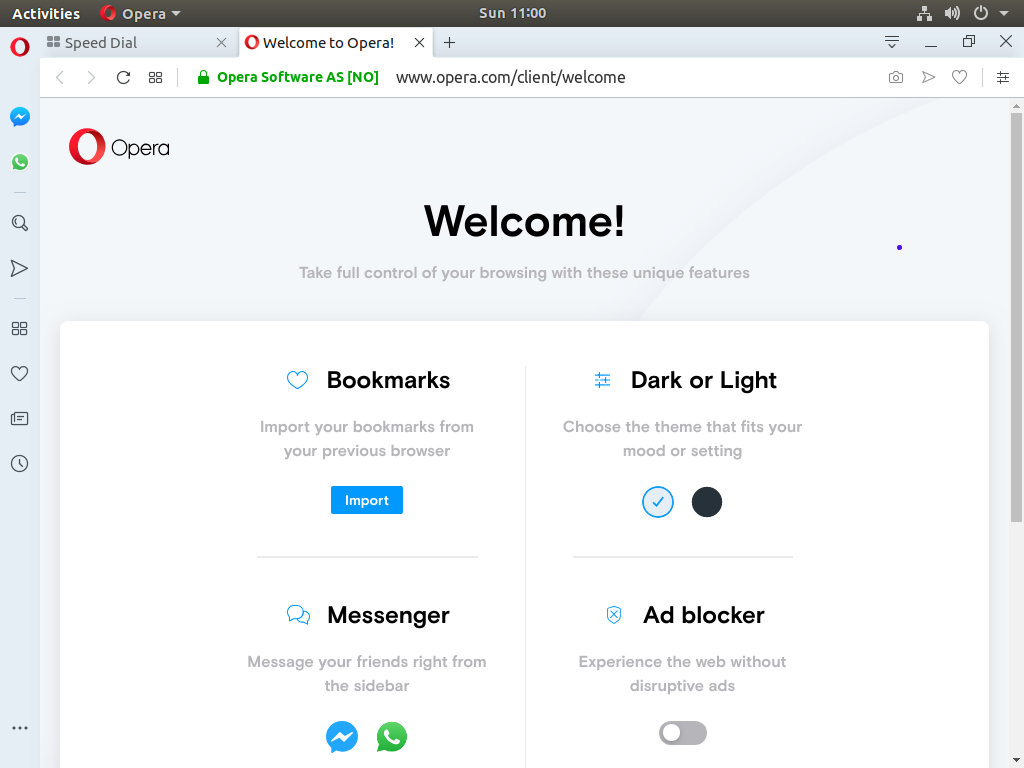 Activities Opera Sun 11:00
Speed Dial Welcome to Opera!
Opera Software AS [NO] www.opera.com/client/welcome
Opera
Welcome!
Take full control of your browsing with these unique features
Bookmarks
Import your bookmarks from
your previous browser
Import
Dark or Light
Choose the theme that fits your
mood or setting
Messenger
Message your friends right from
the sidebar
Ad blocker
Experience the web without
disruptive ads